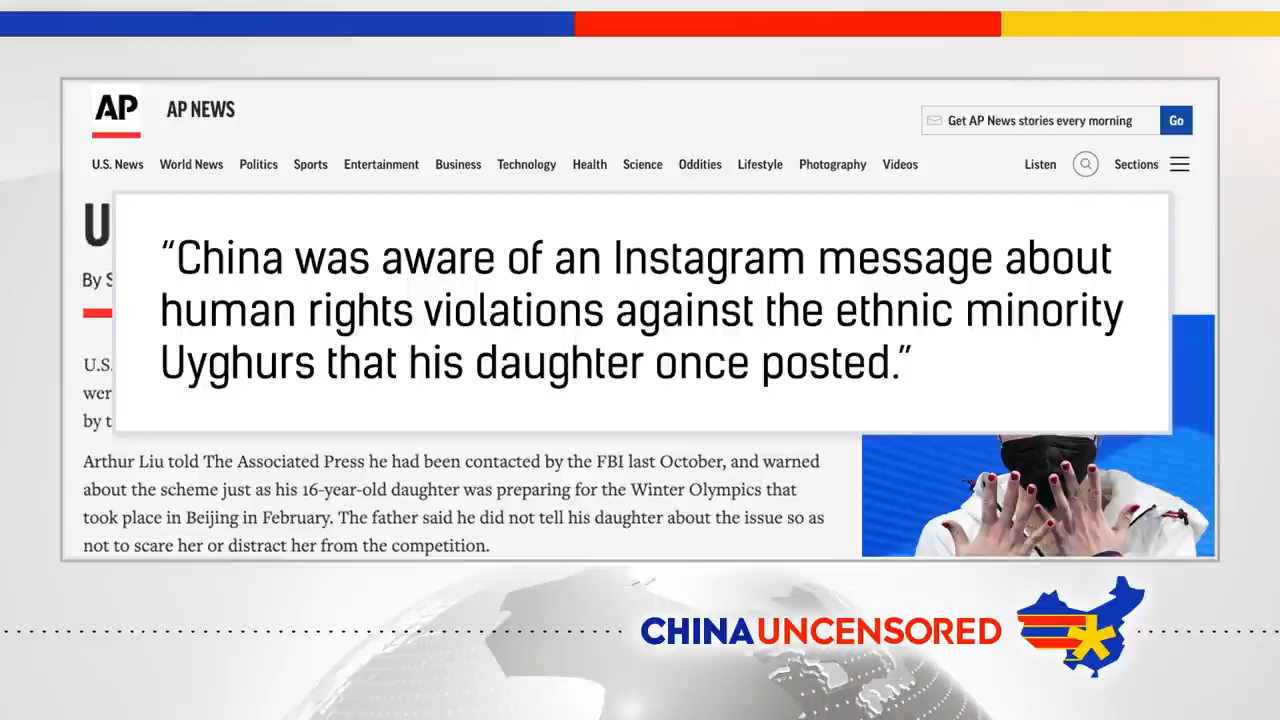 AP
AP NEWS
Get AP News stories every morning
Go
U.S. News World News Politics Sports Entertainment Business Technology Health Science Oddities Lifestyle Photography Videos Listen Sections
U
By S
“China was aware of an Instagram message about
human rights violations against the ethnic minority
Uyghurs that his daughter once posted.”
U.S.
wer
by t
Arthur Liu told The Associated Press he had been contacted by the FBI last October, and warned
about the scheme just as his 16-year-old daughter was preparing for the Winter Olympics that
took place in Beijing in February. The father said he did not tell his daughter about the issue so as
not to scare her or distract her from the competition.
CHINA UNCENSORED